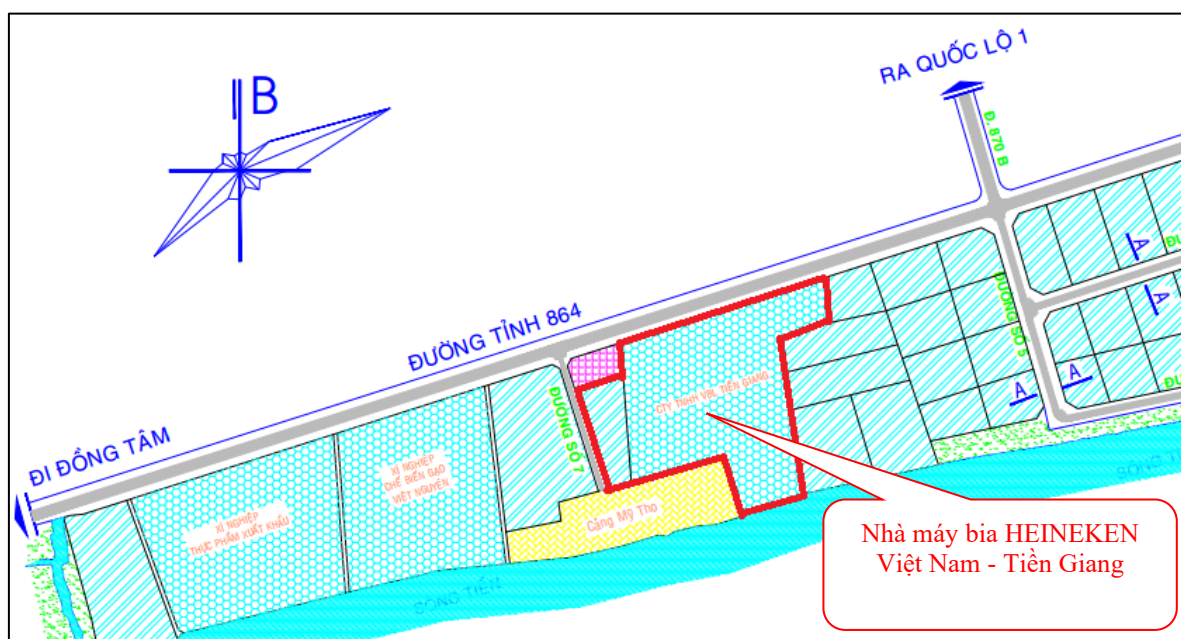 B
RA QUỐC LỘ 1
Đ. 870 B
ĐƯỜNG TỈNH 864
ĐI ĐỒNG TÂM
ĐƯỜNG SỐ 7
ĐƯỜNG SỐ 5
A
A
A
A
CTY TNHH VBL TIỀN GIANG
XÍ NGHIỆP
CHẾ BIẾN GẠO
VIỆT NGUYÊN
XÍ NGHIỆP
THỰC PHẨM XUẤT KHẨU
Cảng Mỹ Tho
SÔNG TIỀN
Nhà máy bia HEINEKEN
Việt Nam - Tiền Giang